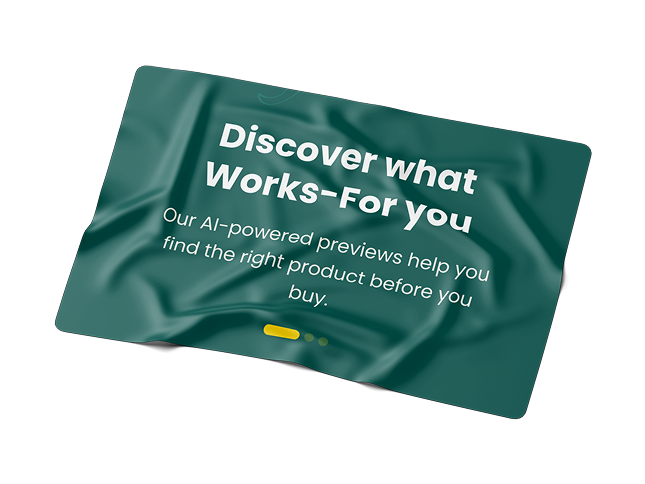 Discover what
Works-For you
Our AI-powered previews help you
find the right product before you
buy.